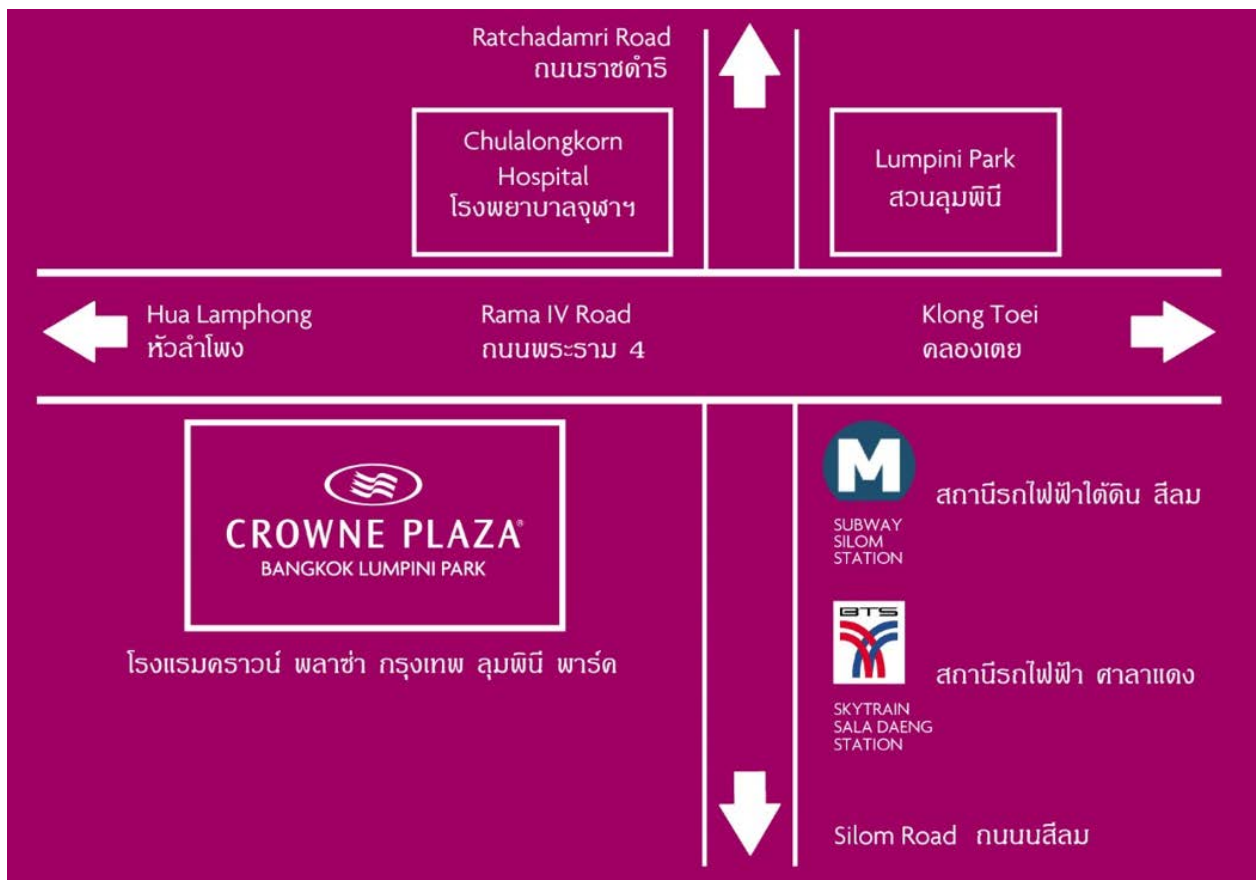 Ratchadamri Road
ถนนราชดำริ
Chulalongkorn
Hospital
โรงพยาบาลจุฬาฯ
Lumpini Park
สวนลุมพินี
Hua Lamphong
หัวลำโพง
Rama IV Road
ถนนพระราม 4
Klong Toei
คลองเตย
CROWNE PLAZA®
BANGKOK LUMPINI PARK
โรงแรมคราวน์ พลาซ่า กรุงเทพ ลุมพินี พาร์ค
M
สถานีรถไฟฟ้าใต้ดิน สีลม
SUBWAY
SILOM
STATION
BTS
สถานีรถไฟฟ้า ศาลาแดง
SKYTRAIN
SALA DAENG
STATION
Silom Road ถนนนสีลม